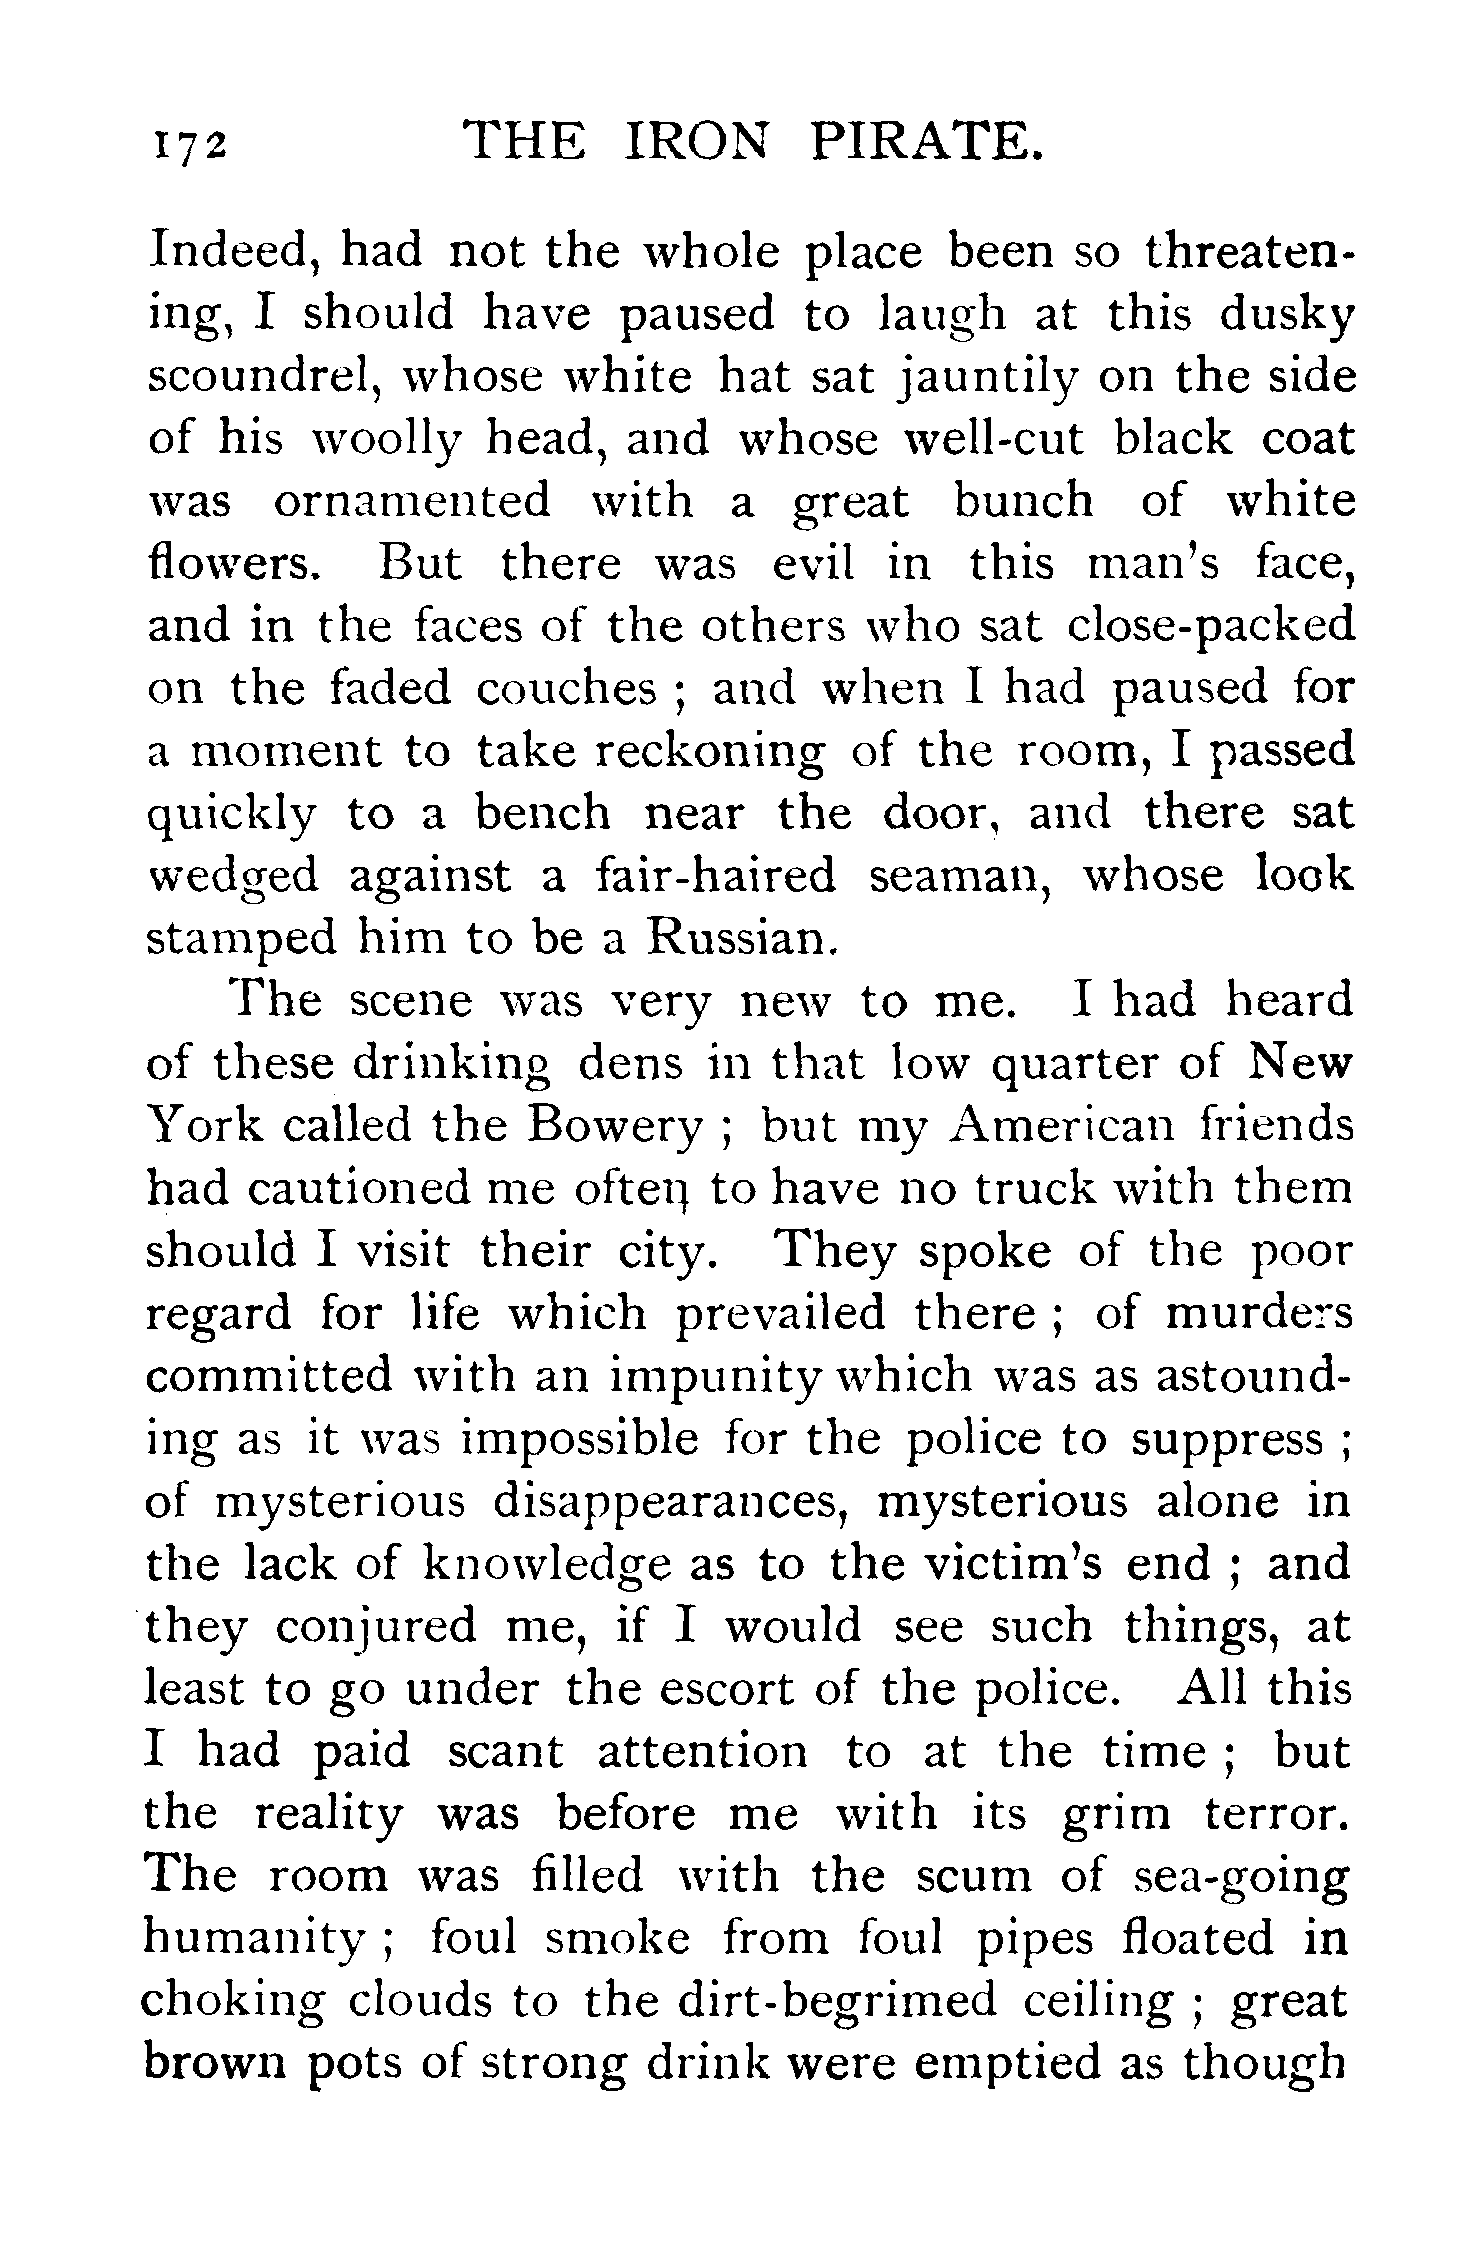 172 THE IRON PIRATE.
Indeed, had not the whole place been so threaten-
ing, I should have paused to laugh at this dusky
scoundrel, whose white hat sat jauntily on the side
of his woolly head, and whose well-cut black coat
was ornamented with a great bunch of white
flowers. But there was evil in this man's face,
and in the faces of the others who sat close-packed
on the faded couches ; and when I had paused for
a moment to take reckoning of the room, I passed
quickly to a bench near the door, and there sat
wedged against a fair-haired seaman, whose look
stamped him to be a Russian.
The scene was very new to me. I had heard
of these drinking dens in that low quarter of New
York called the Bowery ; but my American friends
had cautioned me often to have no truck with them
should I visit their city. They spoke of the poor
regard for life which prevailed there ; of murders
committed with an impunity which was as astound-
ing as it was impossible for the police to suppress ;
of mysterious disappearances, mysterious alone in
the lack of knowledge as to the victim's end ; and
they conjured me, if I would see such things, at
least to go under the escort of the police. All this
I had paid scant attention to at the time ; but
the reality was before me with its grim terror.
The room was filled with the scum of sea-going
humanity ; foul smoke from foul pipes floated in
choking clouds to the dirt-begrimed ceiling ; great
brown pots of strong drink were emptied as though